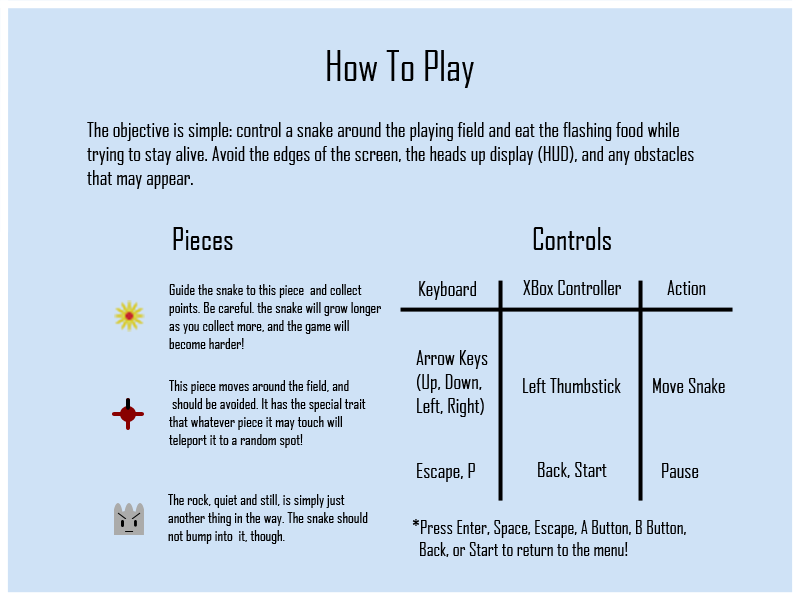 How To Play
The objective is simple: control a snake around the playing field and eat the flashing food while
trying to stay alive. Avoid the edges of the screen, the heads up display (HUD), and any obstacles
that may appear.
Pieces
Guide the snake to this piece and collect
points. Be careful. the snake will grow longer
as you collect more, and the game will
become harder!
This piece moves around the field, and
should be avoided. It has the special trait
that whatever piece it may touch will
teleport it to a random spot!
The rock, quiet and still, is simply just
another thing in the way. The snake should
not bump into it, though.
Controls
Keyboard XBox Controller Action
Arrow Keys
(Up, Down,
Left, Right)
Left Thumbstick
Move Snake
Escape, P Back, Start Pause
*Press Enter, Space, Escape, A Button, B Button,
Back, or Start to return to the menu!